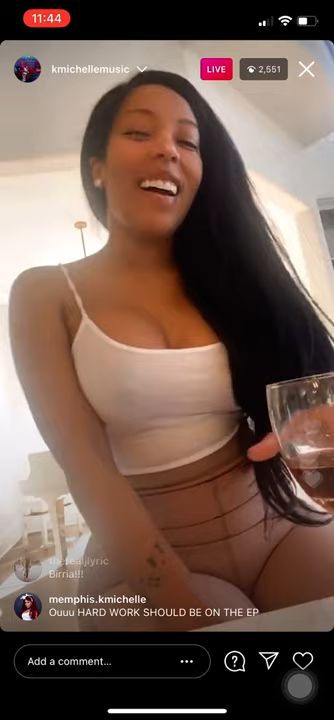 11:44
kmichellemusic
LIVE
2,551
therealjlyric
Birria!!!
memphis.kmichelle
Ouuu HARD WORK SHOULD BE ON THE EP
Add a comment...